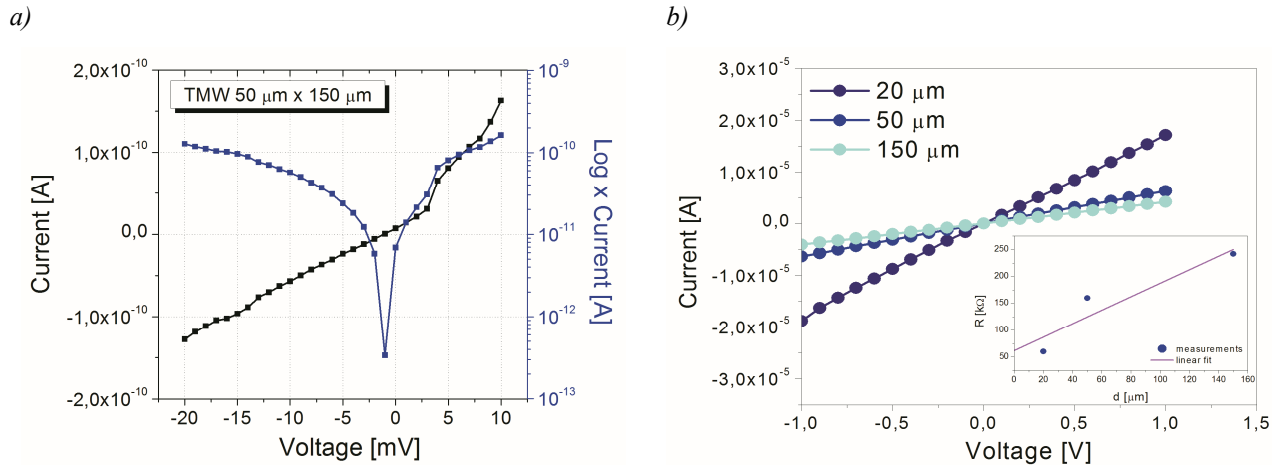 a)
2,0x10⁻¹⁰
1,0x10⁻¹⁰
0,0
-1,0x10⁻¹⁰
-2,0x10⁻¹⁰
Current [A]
TMW 50 μm x 150 μm
10⁻⁹
10⁻¹⁰
10⁻¹¹
10⁻¹²
10⁻¹³
Log x Current [A]
-20 -15 -10 -5 0 5 10
Voltage [mV]
b)
3,0x10⁻⁵
2,0x10⁻⁵
1,0x10⁻⁵
0,0
-1,0x10⁻⁵
-2,0x10⁻⁵
-3,0x10⁻⁵
Current [A]
20 μm
50 μm
150 μm
250
200
150
100
50
R [kΩ]
measurements
linear fit
0 20 40 60 80 100 120 140 160
d [μm]
-1,0 -0,5 0,0 0,5 1,0 1,5
Voltage [V]